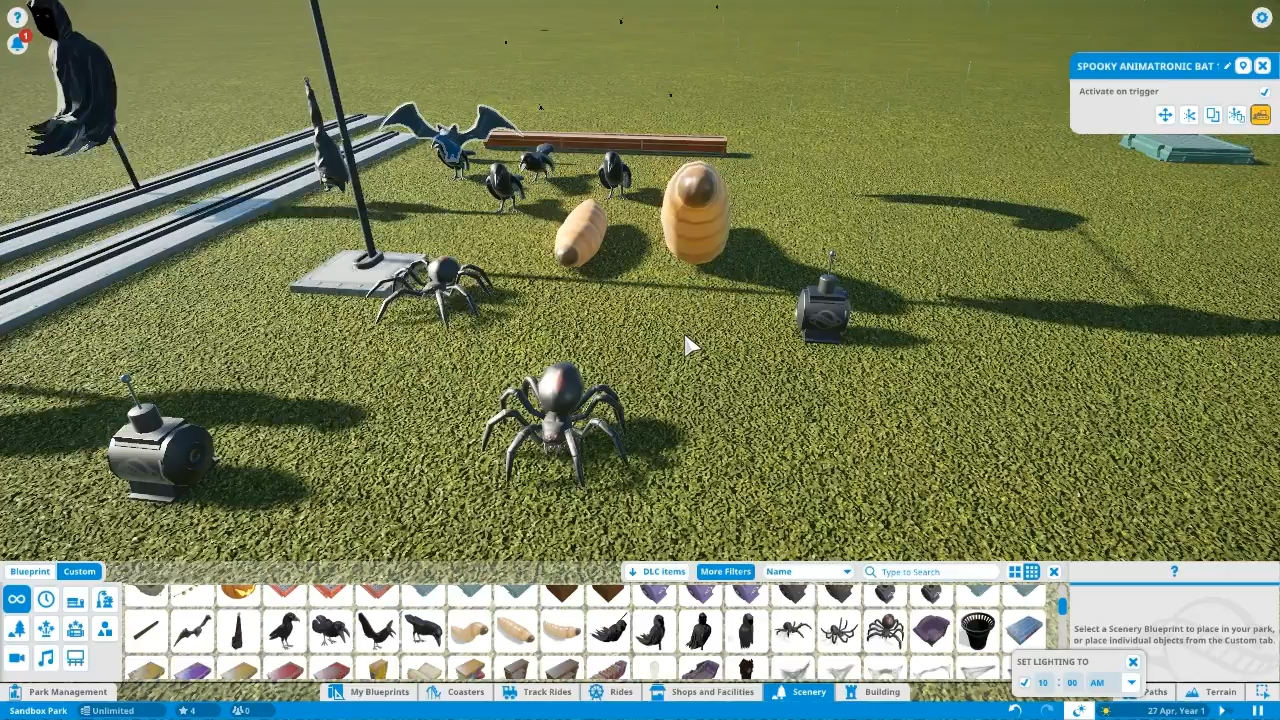 ?
1
SPOOKY ANIMATRONIC BAT
Activate on trigger
Blueprint
Custom
DLC items
More Filters
Name
Type to Search
?
Select a Scenery Blueprint to place in your park,
or place individual objects from the Custom tab
SET LIGHTING TO
10 : 00 AM
Park Management
My Blueprints
Coasters
Track Rides
Rides
Shops and Facilities
Scenery
Building
Paths
Terrain
Sandbox Park
Unlimited
4
0
27 Apr, Year 1